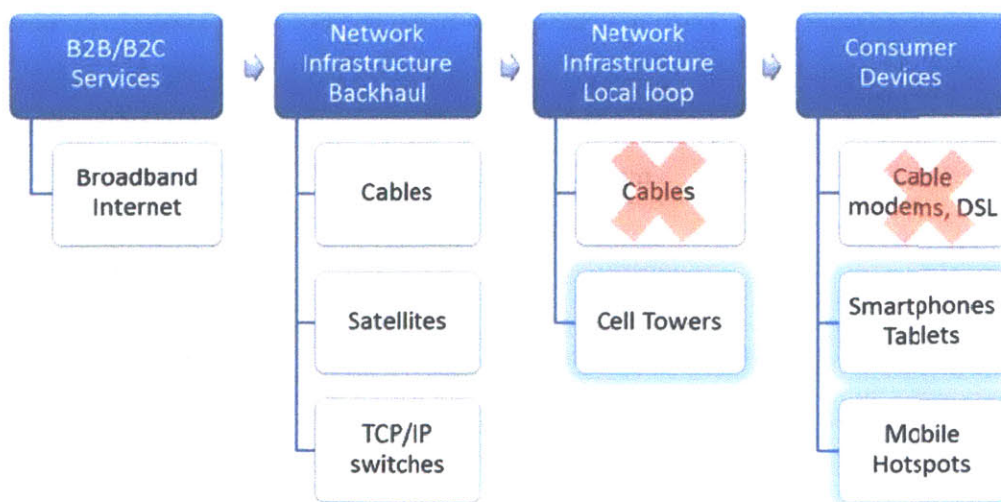 B2B/B2C
Services
Network
Infrastructure
Backhaul
Network
Infrastructure
Local loop
Consumer
Devices
Broadband
Internet
Cables
Satellites
TCP/IP
switches
Cables
Cell Towers
Cable
modems, DSL
Smartphones
Tablets
Mobile
Hotspots